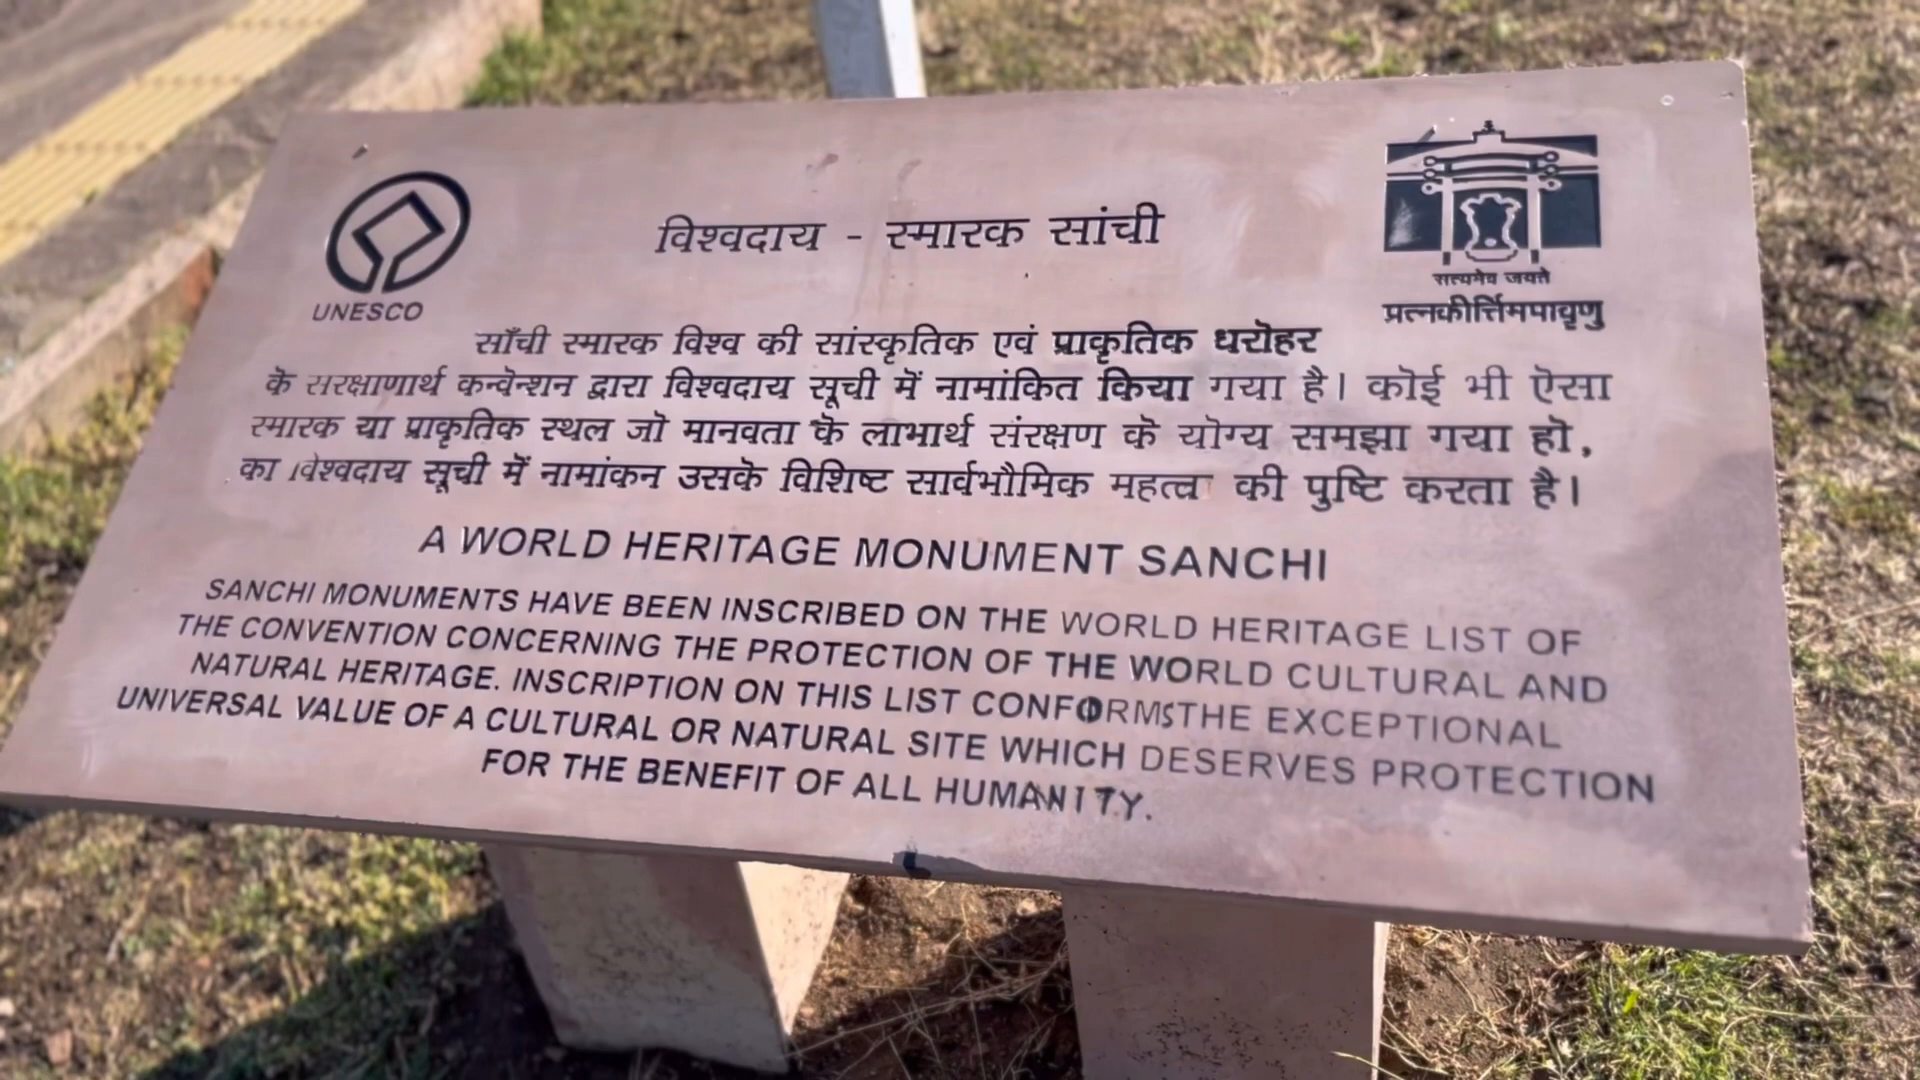 UNESCO
विश्वदाय - स्मारक सांची
सत्यमेव जयते
प्रत्नकीर्त्तिमपावृणु
साँची स्मारक विश्व की सांस्कृतिक एवं प्राकृतिक धरोहर
के सरक्षाणार्थ कन्वेन्शन द्वारा विश्वदाय सूची में नामांकित किया गया है। कोई भी ऐसा
स्मारक या प्राकृतिक स्थल जो मानवता के लाभार्थ संरक्षण के योग्य समझा गया हो,
का विश्वदाय सूची में नामांकन उसके विशिष्ट सार्वभौमिक महत्व की पुष्टि करता है।
A WORLD HERITAGE MONUMENT SANCHI
SANCHI MONUMENTS HAVE BEEN INSCRIBED ON THE WORLD HERITAGE LIST OF
THE CONVENTION CONCERNING THE PROTECTION OF THE WORLD CULTURAL AND
NATURAL HERITAGE. INSCRIPTION ON THIS LIST CONFORMS THE EXCEPTIONAL
UNIVERSAL VALUE OF A CULTURAL OR NATURAL SITE WHICH DESERVES PROTECTION
FOR THE BENEFIT OF ALL HUMANITY.